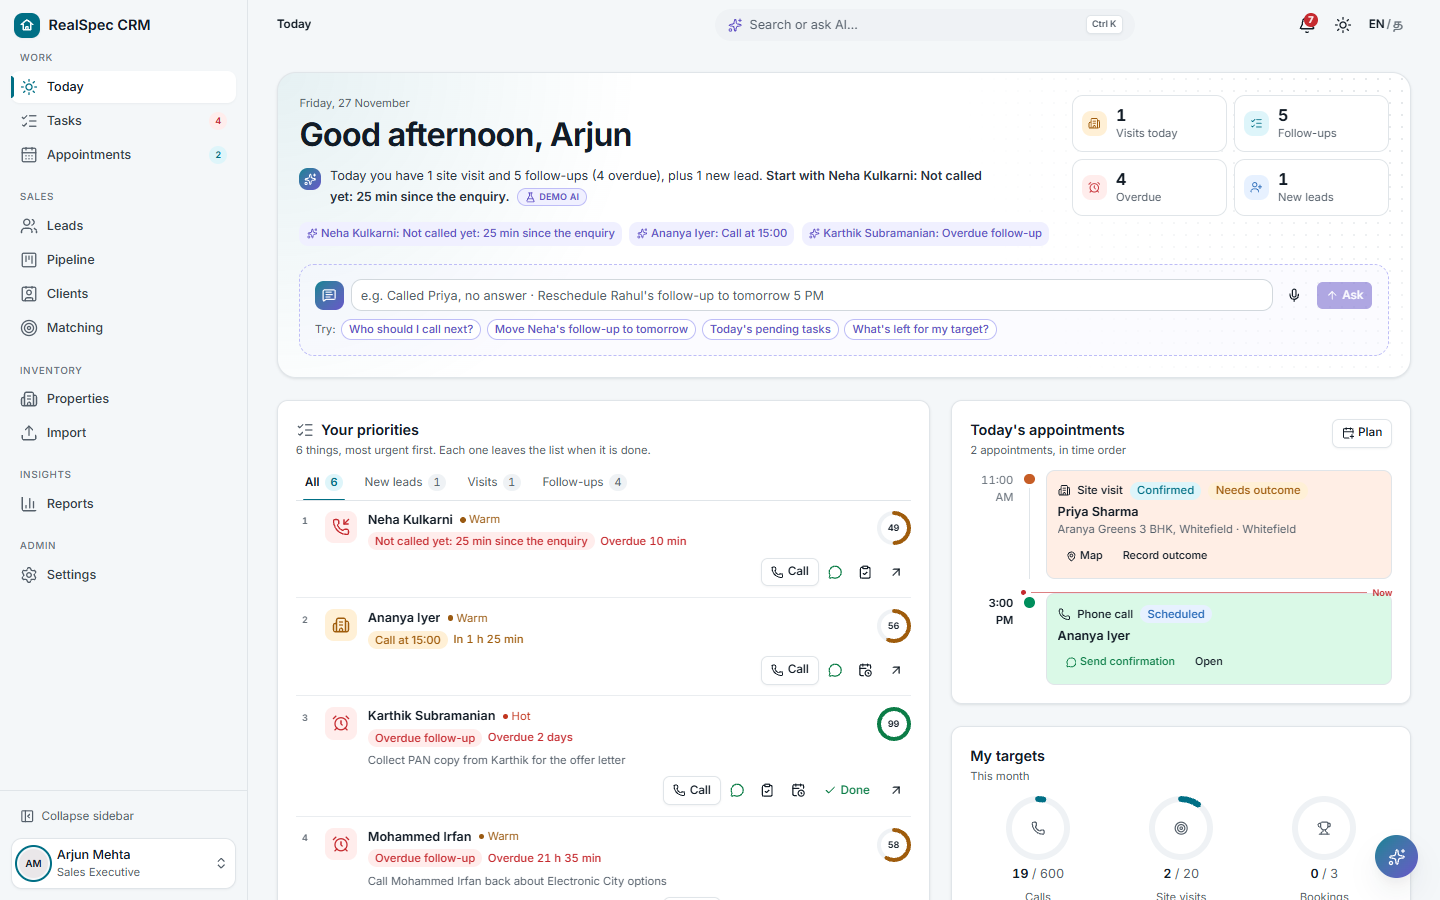 RealSpec CRM
WORK
Today
Tasks 4
Appointments 2
SALES
Leads
Pipeline
Clients
Matching
INVENTORY
Properties
Import
INSIGHTS
Reports
ADMIN
Settings
Collapse sidebar
AM
Arjun Mehta
Sales Executive
Today
Search or ask AI...
Ctrl K
7
EN / த
Friday, 27 November
Good afternoon, Arjun
Today you have 1 site visit and 5 follow-ups (4 overdue), plus 1 new lead. Start with Neha Kulkarni: Not called
yet: 25 min since the enquiry. DEMO AI
Neha Kulkarni: Not called yet: 25 min since the enquiry
Ananya Iyer: Call at 15:00
Karthik Subramanian: Overdue follow-up
1
Visits today
5
Follow-ups
4
Overdue
1
New leads
e.g. Called Priya, no answer · Reschedule Rahul's follow-up to tomorrow 5 PM
Ask
Try: Who should I call next? Move Neha's follow-up to tomorrow Today's pending tasks What's left for my target?
Your priorities
6 things, most urgent first. Each one leaves the list when it is done.
All 6 New leads 1 Visits 1 Follow-ups 4
1
Neha Kulkarni Warm
Not called yet: 25 min since the enquiry Overdue 10 min
49
Call
2
Ananya Iyer Warm
Call at 15:00 In 1 h 25 min
56
Call
3
Karthik Subramanian Hot
Overdue follow-up Overdue 2 days
Collect PAN copy from Karthik for the offer letter
99
Call Done
4
Mohammed Irfan Warm
Overdue follow-up Overdue 21 h 35 min
Call Mohammed Irfan back about Electronic City options
58
Today's appointments
2 appointments, in time order
Plan
11:00
AM
Site visit Confirmed Needs outcome
Priya Sharma
Aranya Greens 3 BHK, Whitefield · Whitefield
Map Record outcome
Now
3:00
PM
Phone call Scheduled
Ananya Iyer
Send confirmation Open
My targets
This month
19 / 600
Calls
2 / 20
Site visits
0 / 3
Bookings